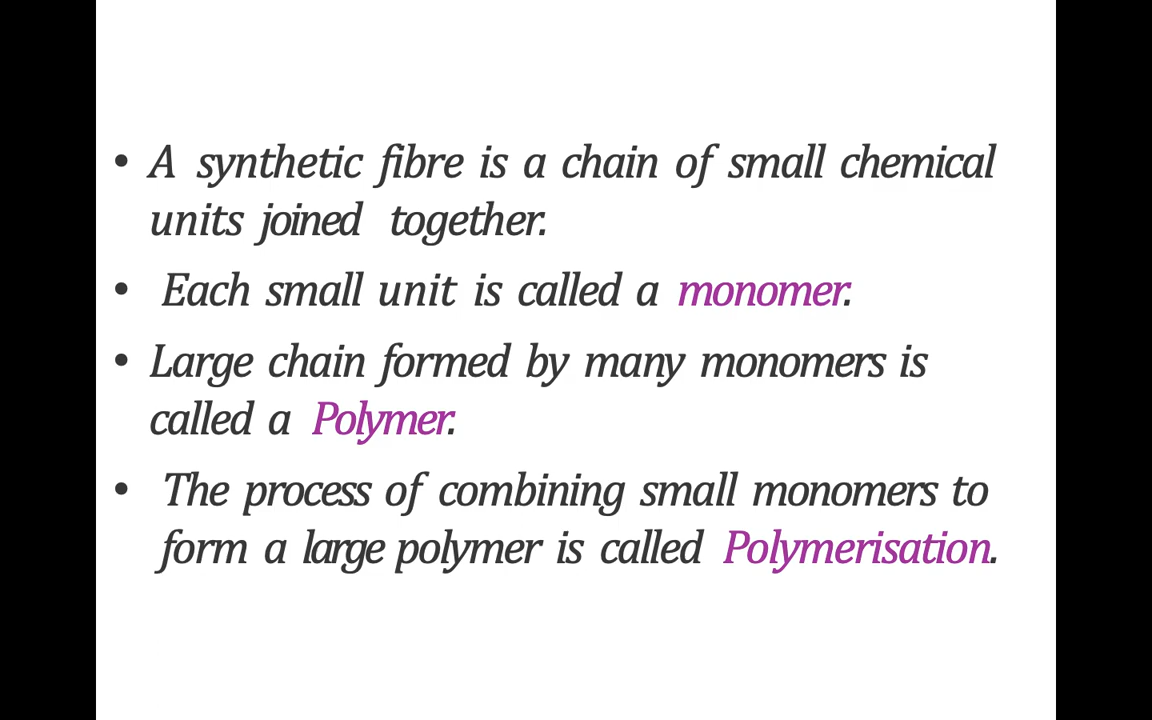 • A synthetic fibre is a chain of small chemical
units joined together.
• Each small unit is called a monomer.
• Large chain formed by many monomers is
called a Polymer.
• The process of combining small monomers to
form a large polymer is called Polymerisation.